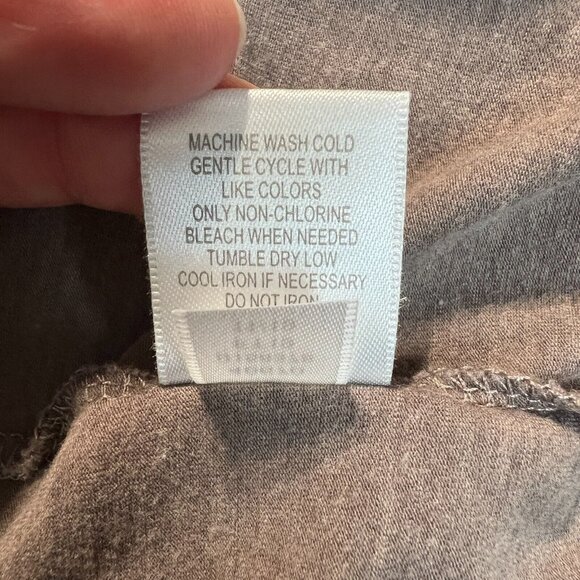 MACHINE WASH COLD
GENTLE CYCLE WITH
LIKE COLORS
ONLY NON-CHLORINE
BLEACH WHEN NEEDED
TUMBLE DRY LOW
COOL IRON IF NECESSARY
DO NOT IRON